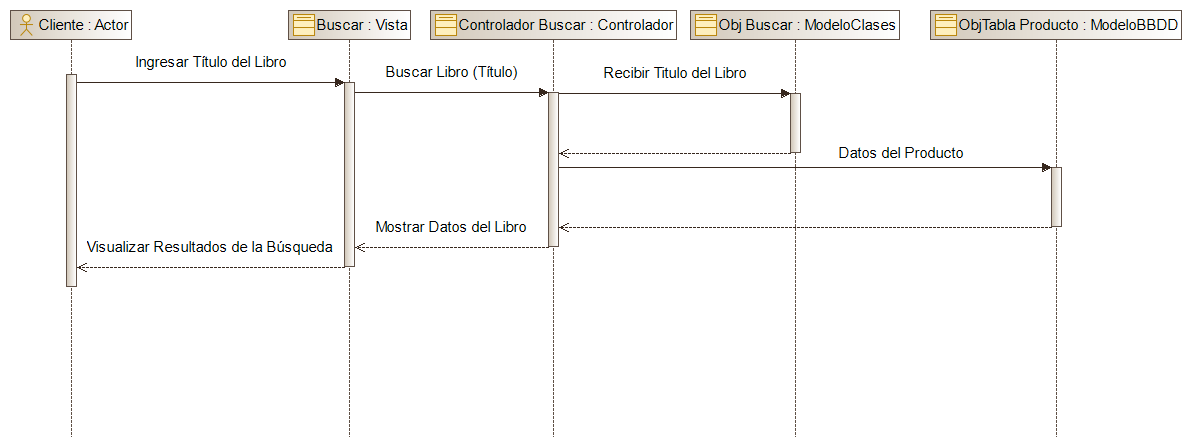 Cliente : Actor
Buscar : Vista
Controlador Buscar : Controlador
Obj Buscar : ModeloClases
ObjTabla Producto : ModeloBBDD
Ingresar Título del Libro
Buscar Libro (Título)
Recibir Titulo del Libro
Datos del Producto
Mostrar Datos del Libro
Visualizar Resultados de la Búsqueda